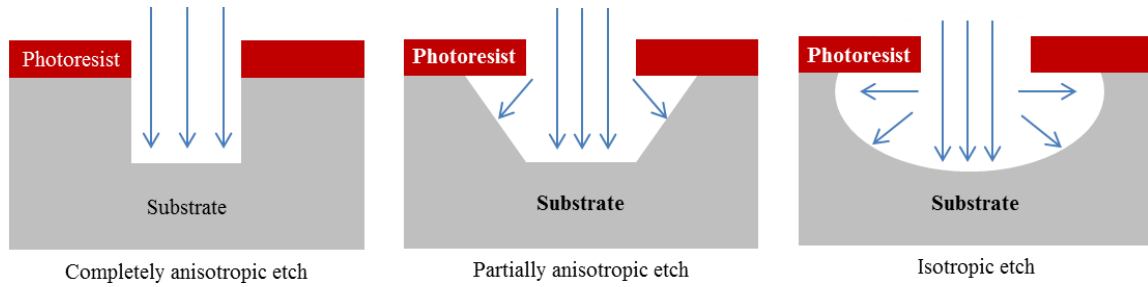 Photoresist
Photoresist
Photoresist
Substrate
Substrate
Substrate
Completely anisotropic etch
Partially anisotropic etch
Isotropic etch